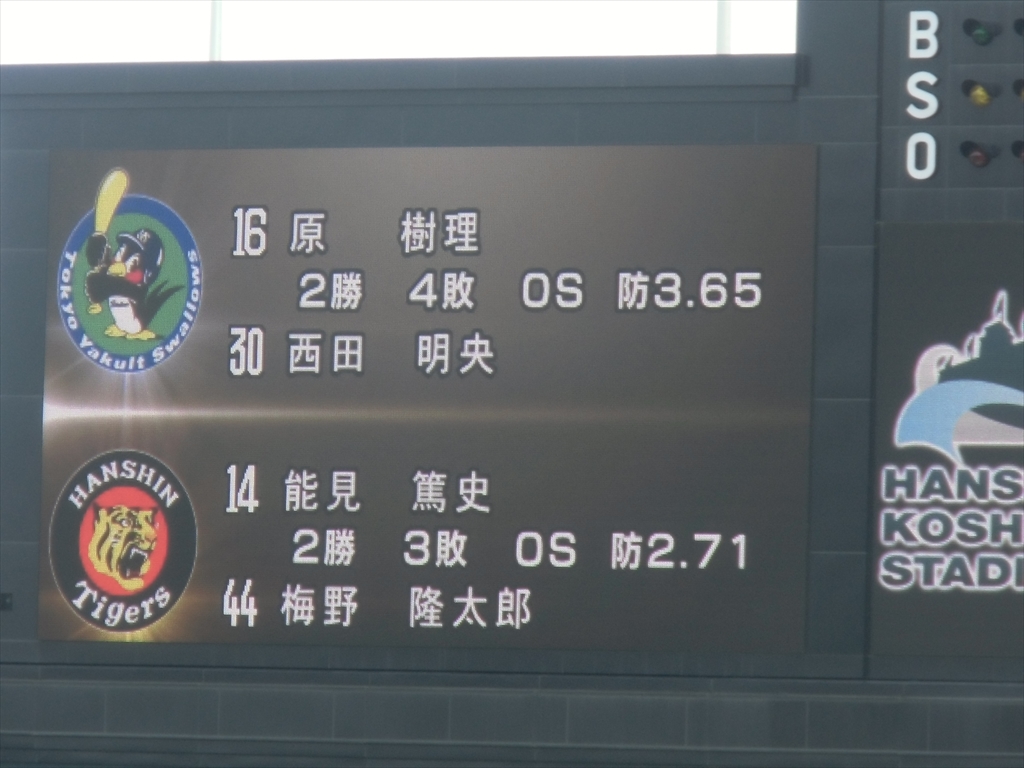 B
S
O
Tokyo Yakult Swallows
16 原 樹理
2勝 4敗 0S 防3.65
30 西田 明央
HANSHIN
Tigers
14 能見 篤史
2勝 3敗 0S 防2.71
44 梅野 隆太郎
HANS
KOSH
STADI